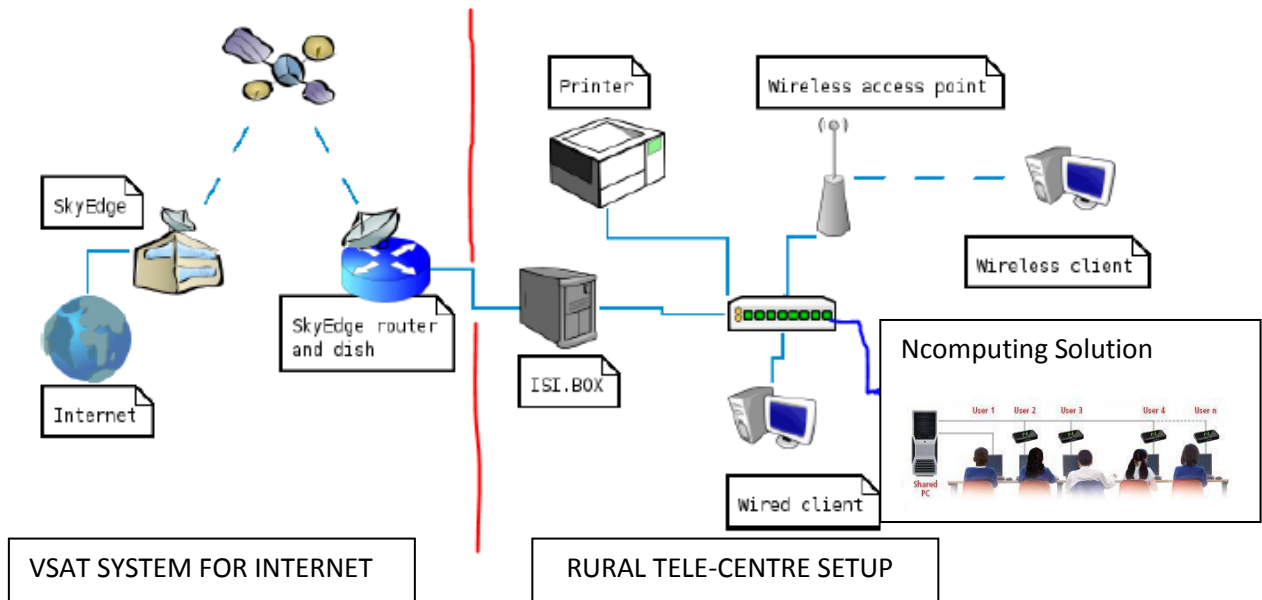 Printer
Wireless access point
SkyEdge
Wireless client
SkyEdge router
and dish
ISI.BOX
Internet
Ncomputing Solution
User 1 User 2 User 3 User 4 User n
Shared
PC
Wired client
VSAT SYSTEM FOR INTERNET
RURAL TELE-CENTRE SETUP